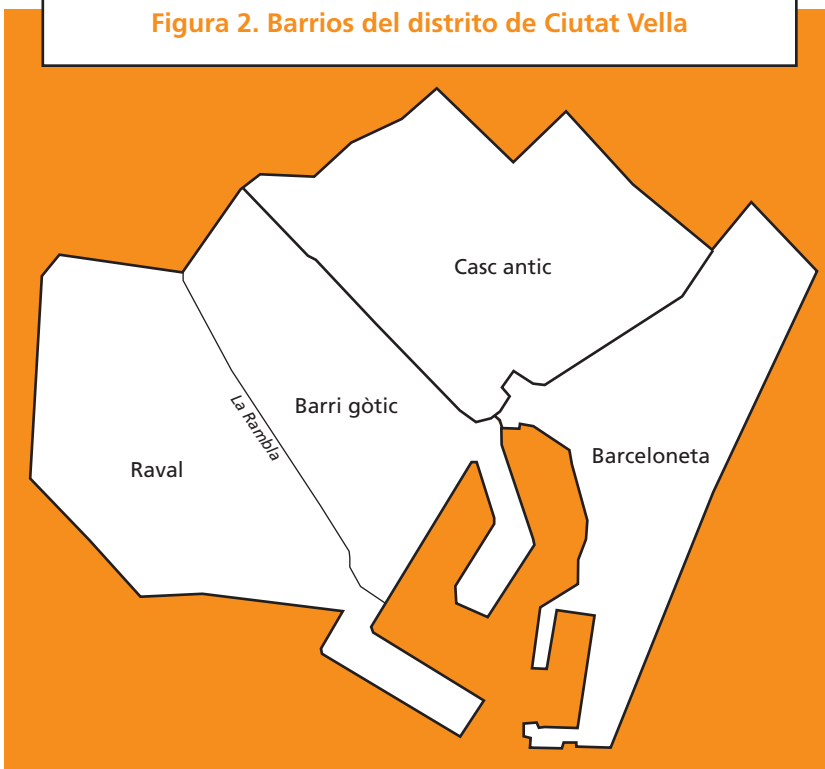 Figura 2. Barrios del distrito de Ciutat Vella
Casc antic
Barri gòtic
La Rambla
Barceloneta
Raval